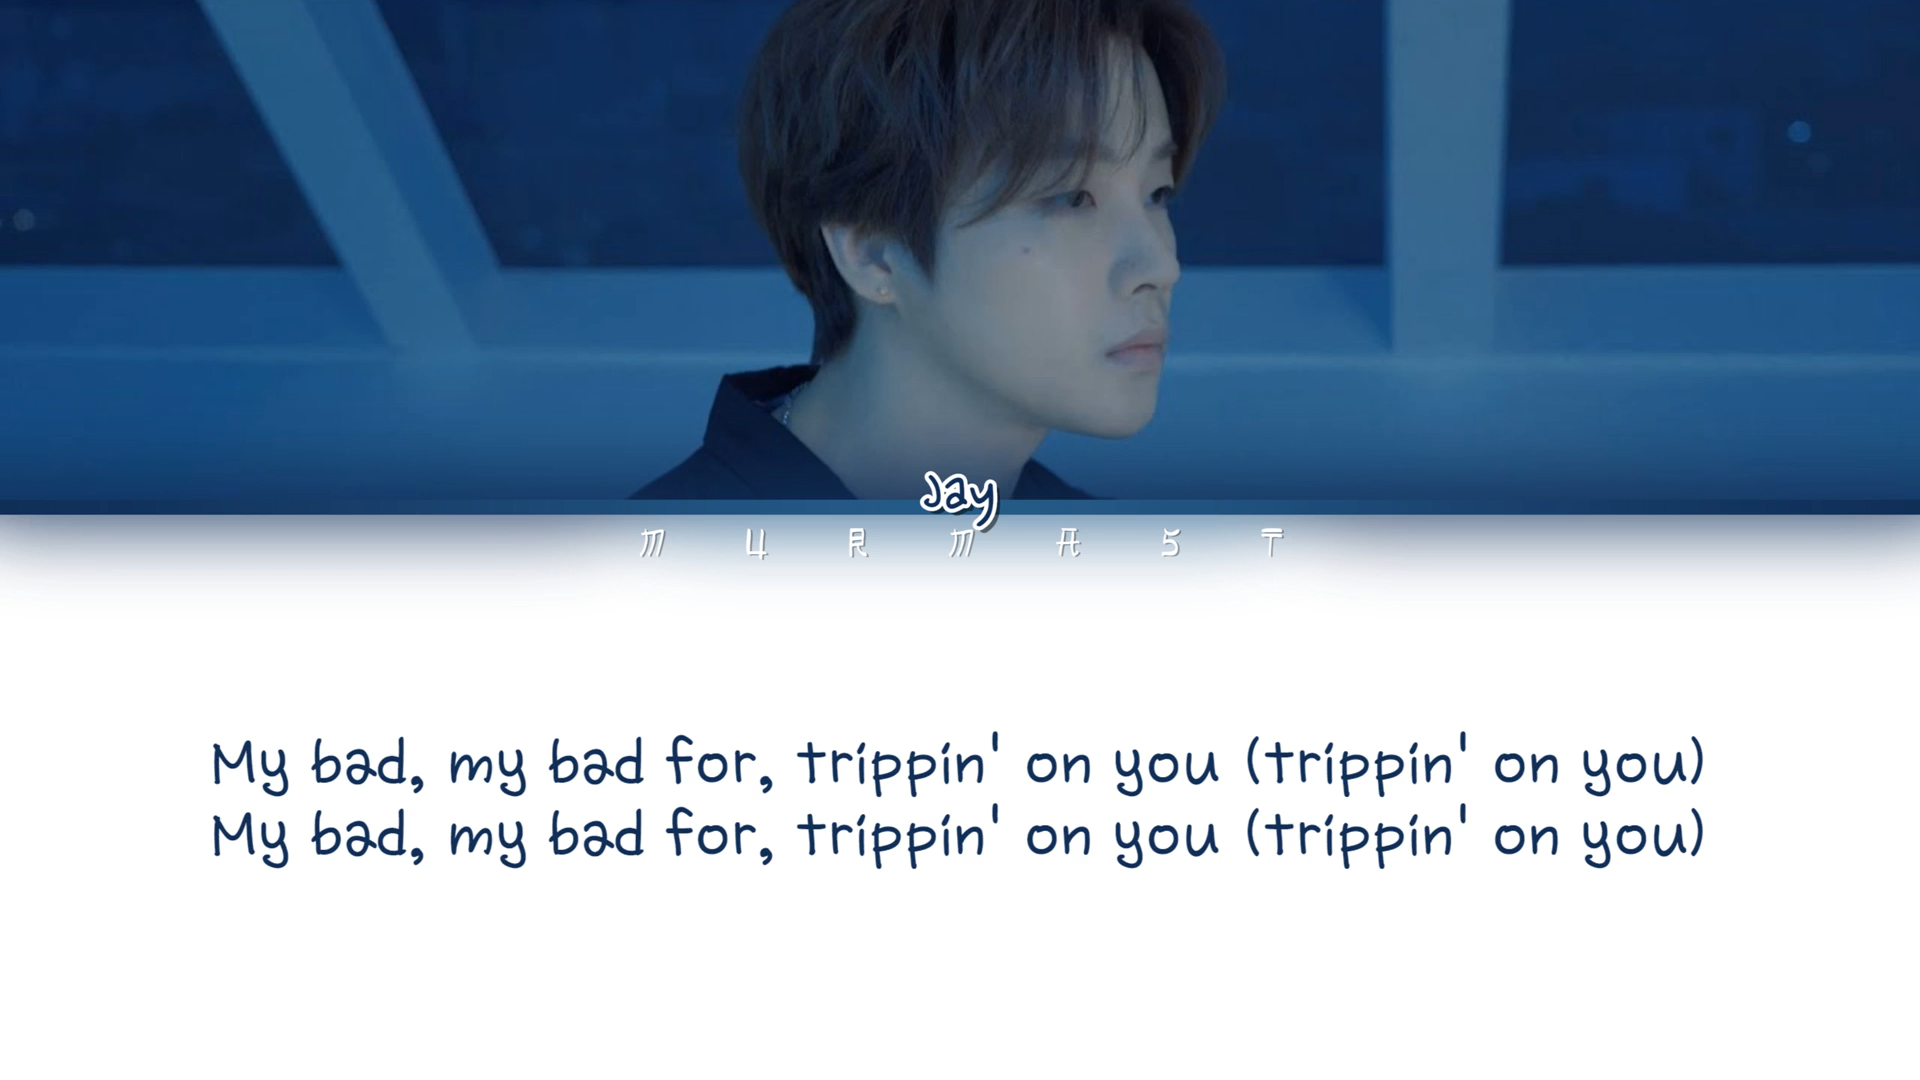 Jay
M U R M A S T
My bad, my bad for, trippin' on you (trippin' on you)
My bad, my bad for, trippin' on you (trippin' on you)